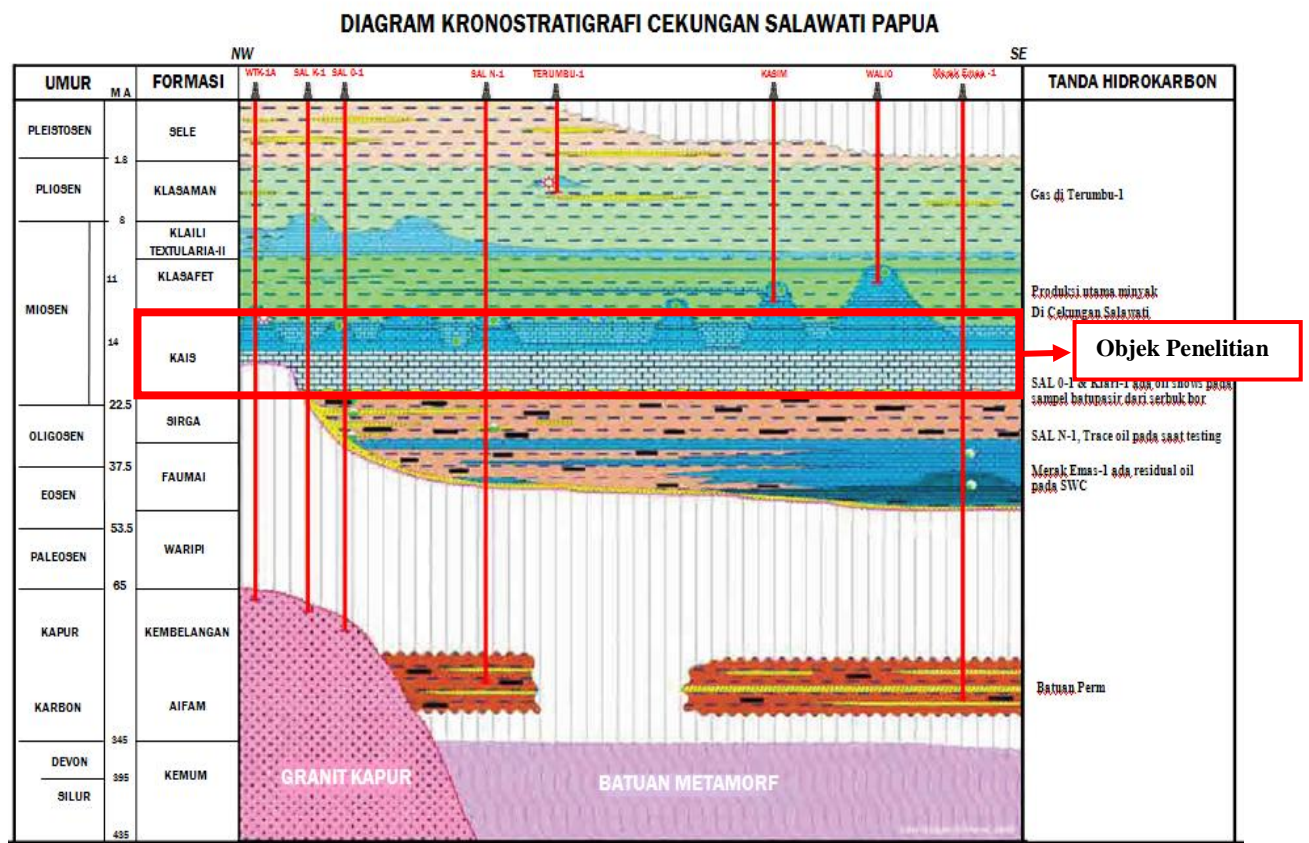 DIAGRAM KRONOSTRATIGRAFI CEKUNGAN SALAWATI PAPUA
NW
SE
UMUR
M A
FORMASI
WTK-1A
SAL K-1
SAL O-1
SAL N-1
TERUMBU-1
KASIM
WALIO
TANDA HIDROKARBON
PLEISTOSEN
SELE
1.8
PLIOSEN
KLASAMAN
Gas di Terumbu-1
6
KLAILI
TEXTULARIA-II
KLASAFET
11
Produksi utama minyak
MIOSEN
Di Cekungan Salawati
14
KAIS
Objek Penelitian
SAL 0-1 & Klari-1 ada oil shows pada
sampel batupasir dari serbuk bor
22.5
SIRGA
OLIGOSEN
SAL N-1, Trace oil pada saat testing
37.5
FAUMAI
Merak Emas-1 ada residual oil
pada SWC
EOSEN
53.5
PALEOSEN
WARIPI
65
KAPUR
KEMBELANGAN
Batuan Perm
KARBON
AIFAM
345
DEVON
395
KEMUM
GRANIT KAPUR
BATUAN METAMORF
SILUR
435